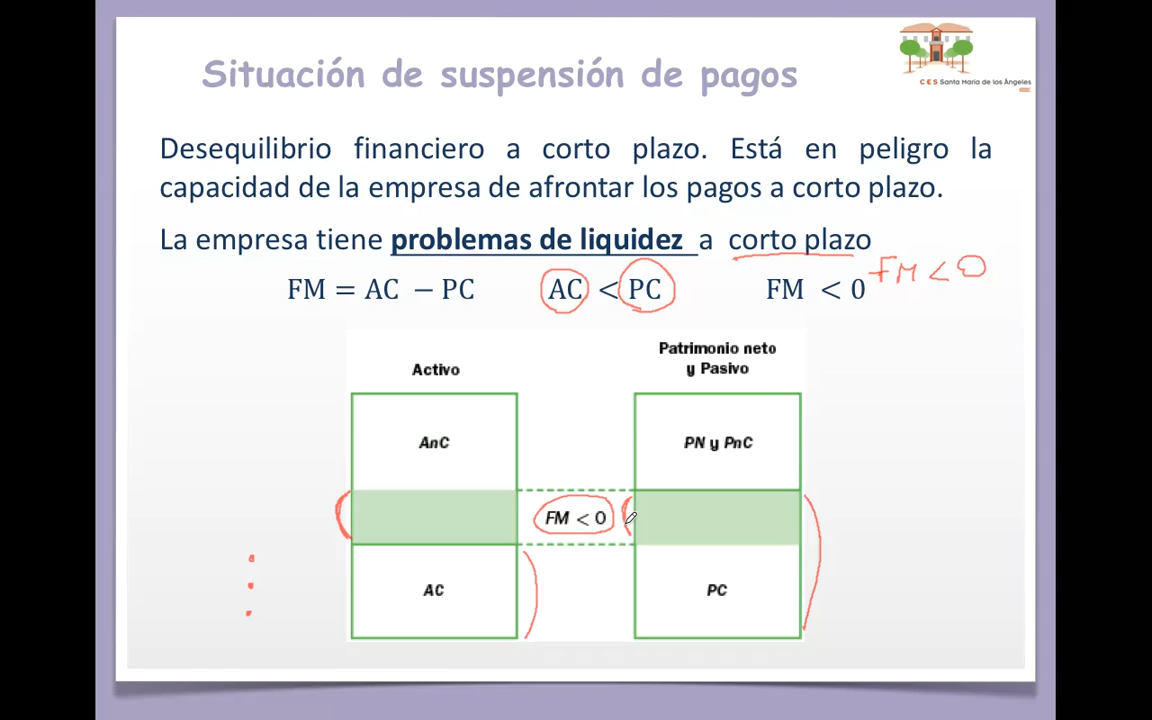 Situación de suspensión de pagos
C E S Santa María de los Ángeles
Desequilibrio financiero a corto plazo. Está en peligro la
capacidad de la empresa de afrontar los pagos a corto plazo.
La empresa tiene problemas de liquidez a corto plazo
FM = AC − PC AC < PC FM < 0 FM < 0
Activo
Patrimonio neto
y Pasivo
AnC
PN y PnC
FM < 0
AC
PC